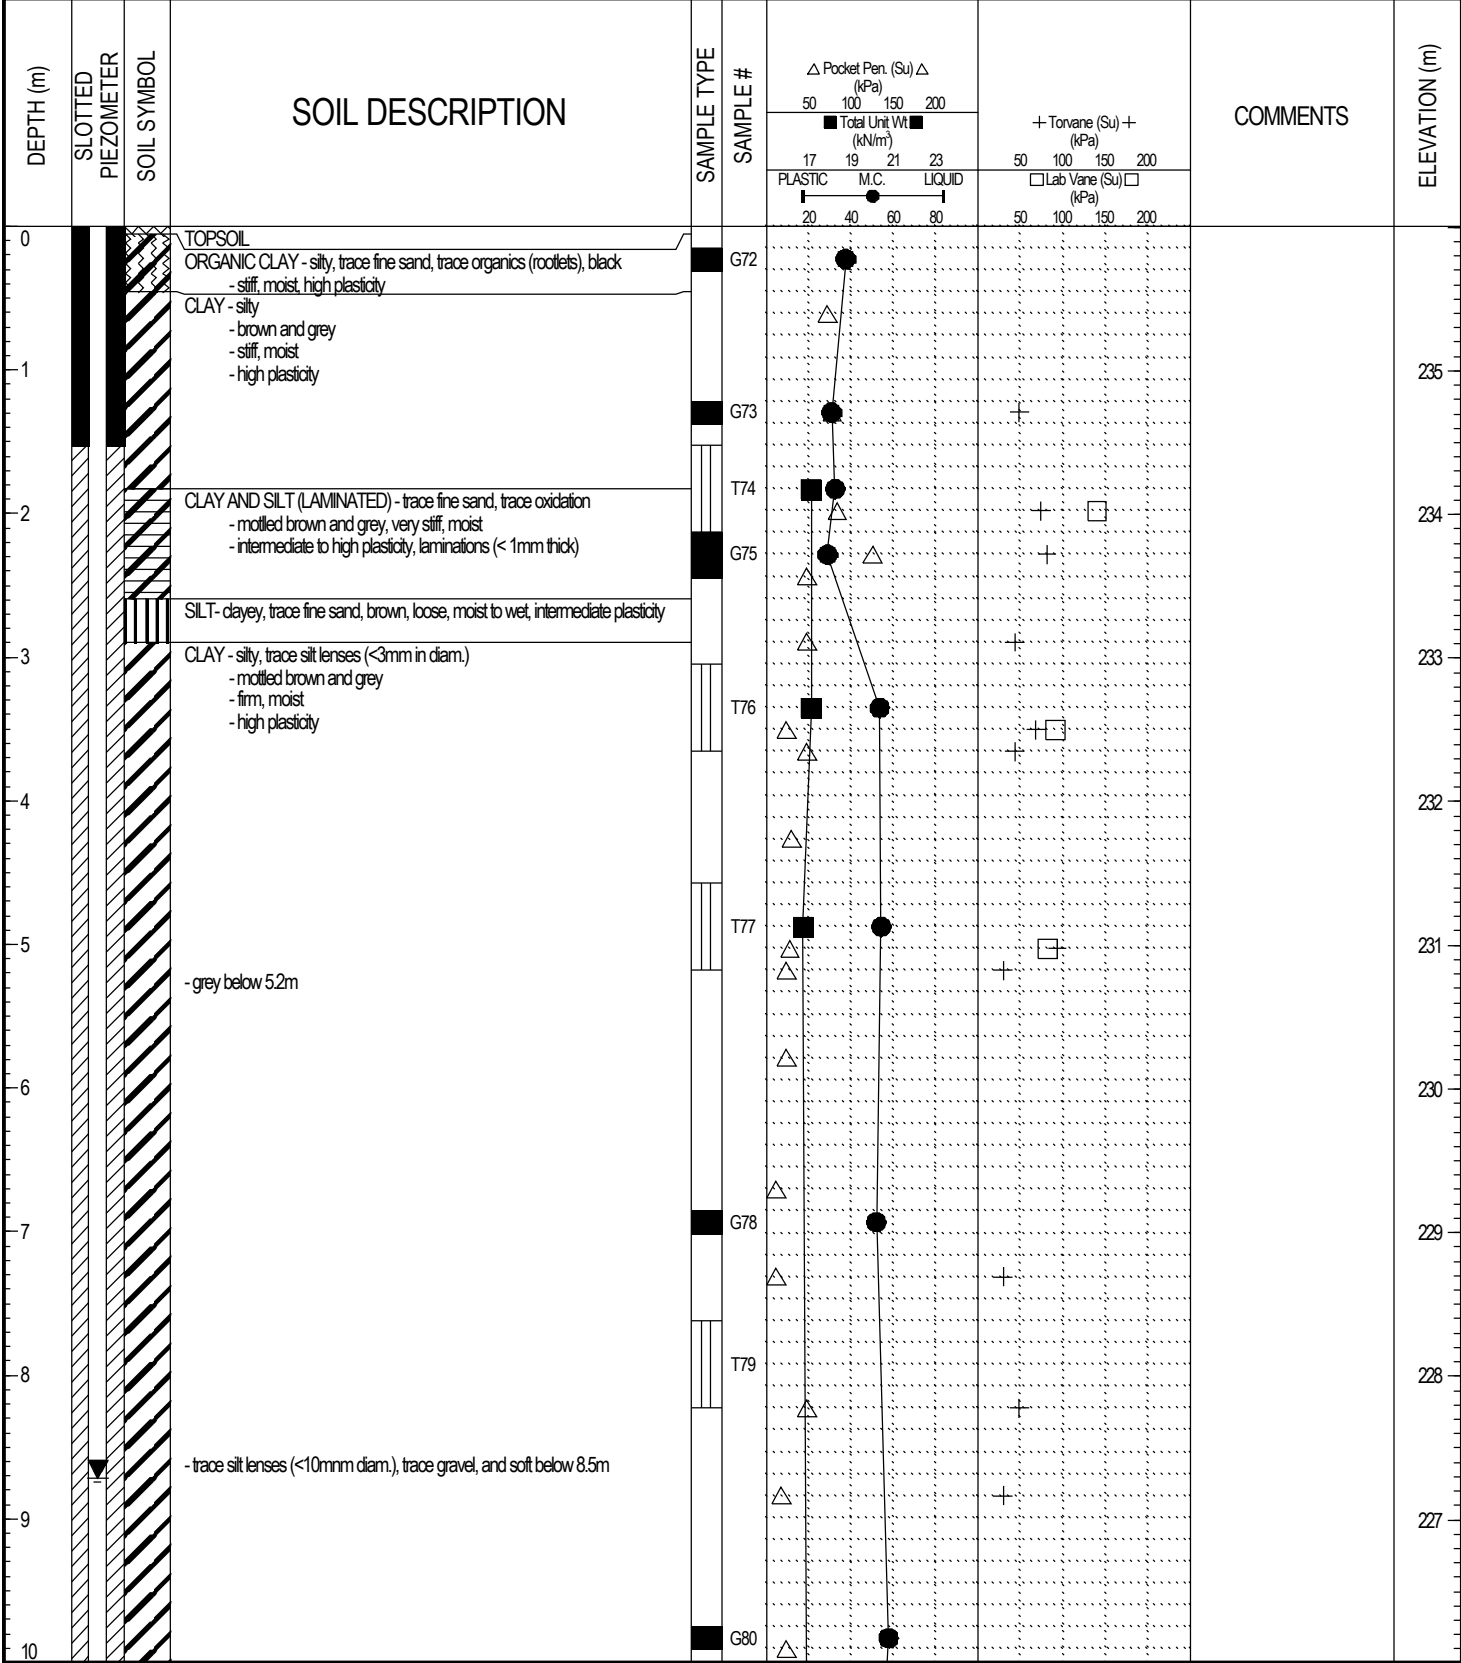 DEPTH (m)
SLOTTED
PIEZOMETER
SOIL SYMBOL
SOIL DESCRIPTION
SAMPLE TYPE
SAMPLE #
Pocket Pen. (Su)
(kPa)
50 100 150 200
Total Unit Wt
(kN/m³)
17 19 21 23
PLASTIC M.C. LIQUID
20 40 60 80
Torvane (Su)
(kPa)
50 100 150 200
Lab Vane (Su)
(kPa)
50 100 150 200
COMMENTS
ELEVATION (m)
0
TOPSOIL
ORGANIC CLAY - silty, trace fine sand, trace organics (rootlets), black
G72
- stiff, moist, high plasticity
CLAY - silty
- brown and grey
- stiff, moist
1
- high plasticity
235
G73
T74
CLAY AND SILT (LAMINATED) - trace fine sand, trace oxidation
2
- mottled brown and grey, very stiff, moist
234
- intermediate to high plasticity, laminations (< 1mm thick)
G75
SILT- clayey, trace fine sand, brown, loose, moist to wet, intermediate plasticity
3
CLAY - silty, trace silt lenses (<3mm in diam.)
233
- mottled brown and grey
- firm, moist
T76
- high plasticity
4
232
T77
5
231
- grey below 5.2m
6
230
G78
7
229
T79
8
228
- trace silt lenses (<10mnm diam.), trace gravel, and soft below 8.5m
9
227
G80
10